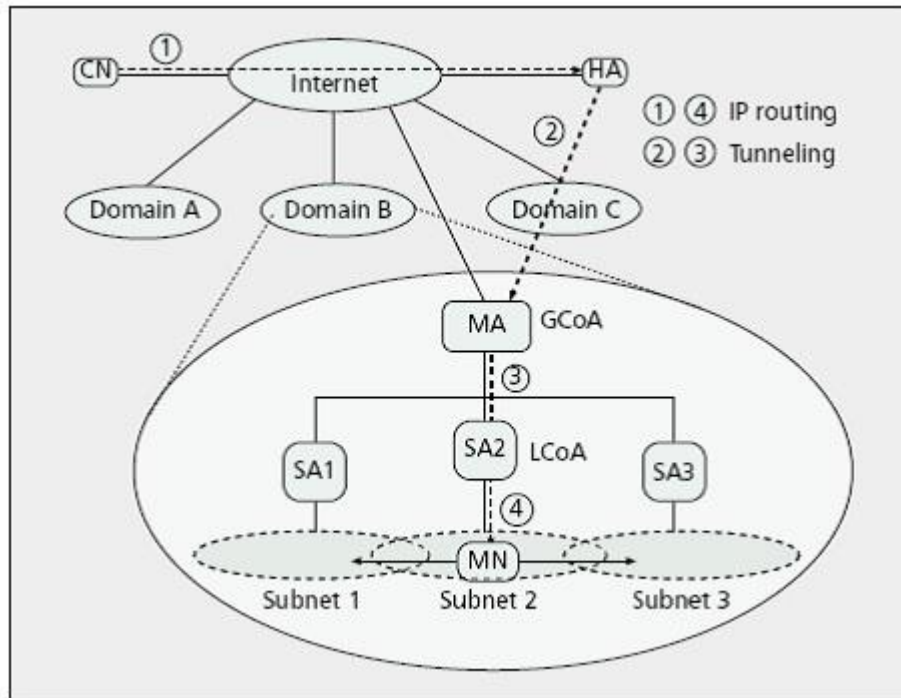 ①
CN
Internet
HA
②
① ④ IP routing
② ③ Tunneling
Domain A
Domain B
Domain C
MA
GCoA
③
SA1
SA2
LCoA
SA3
④
MN
Subnet 1
Subnet 2
Subnet 3